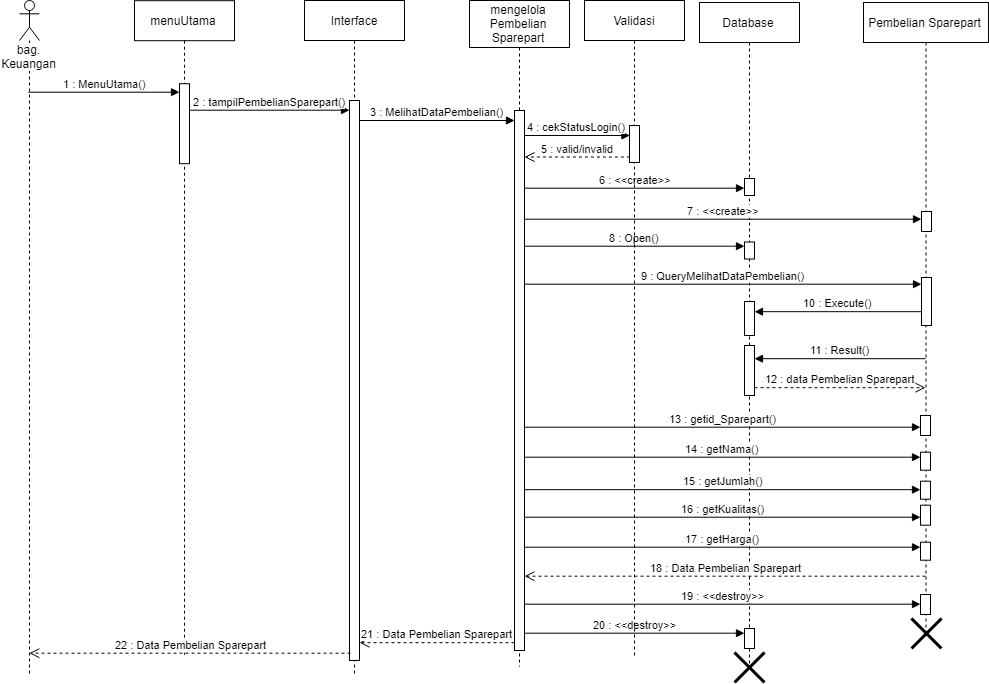 bag.
Keuangan
menuUtama
Interface
mengelola
Pembelian
Sparepart
Validasi
Database
Pembelian Sparepart
1 : MenuUtama()
2 : tampilPembelianSparepart()
3 : MelihatDataPembelian()
4 : cekStatusLogin()
5 : valid/invalid
6 : <<create>>
7 : <<create>>
8 : Open()
9 : QueryMelihatDataPembelian()
10 : Execute()
11 : Result()
12 : data Pembelian Sparepart
13 : getid_Sparepart()
14 : getNama()
15 : getJumlah()
16 : getKualitas()
17 : getHarga()
18 : Data Pembelian Sparepart
19 : <<destroy>>
20 : <<destroy>>
21 : Data Pembelian Sparepart
22 : Data Pembelian Sparepart